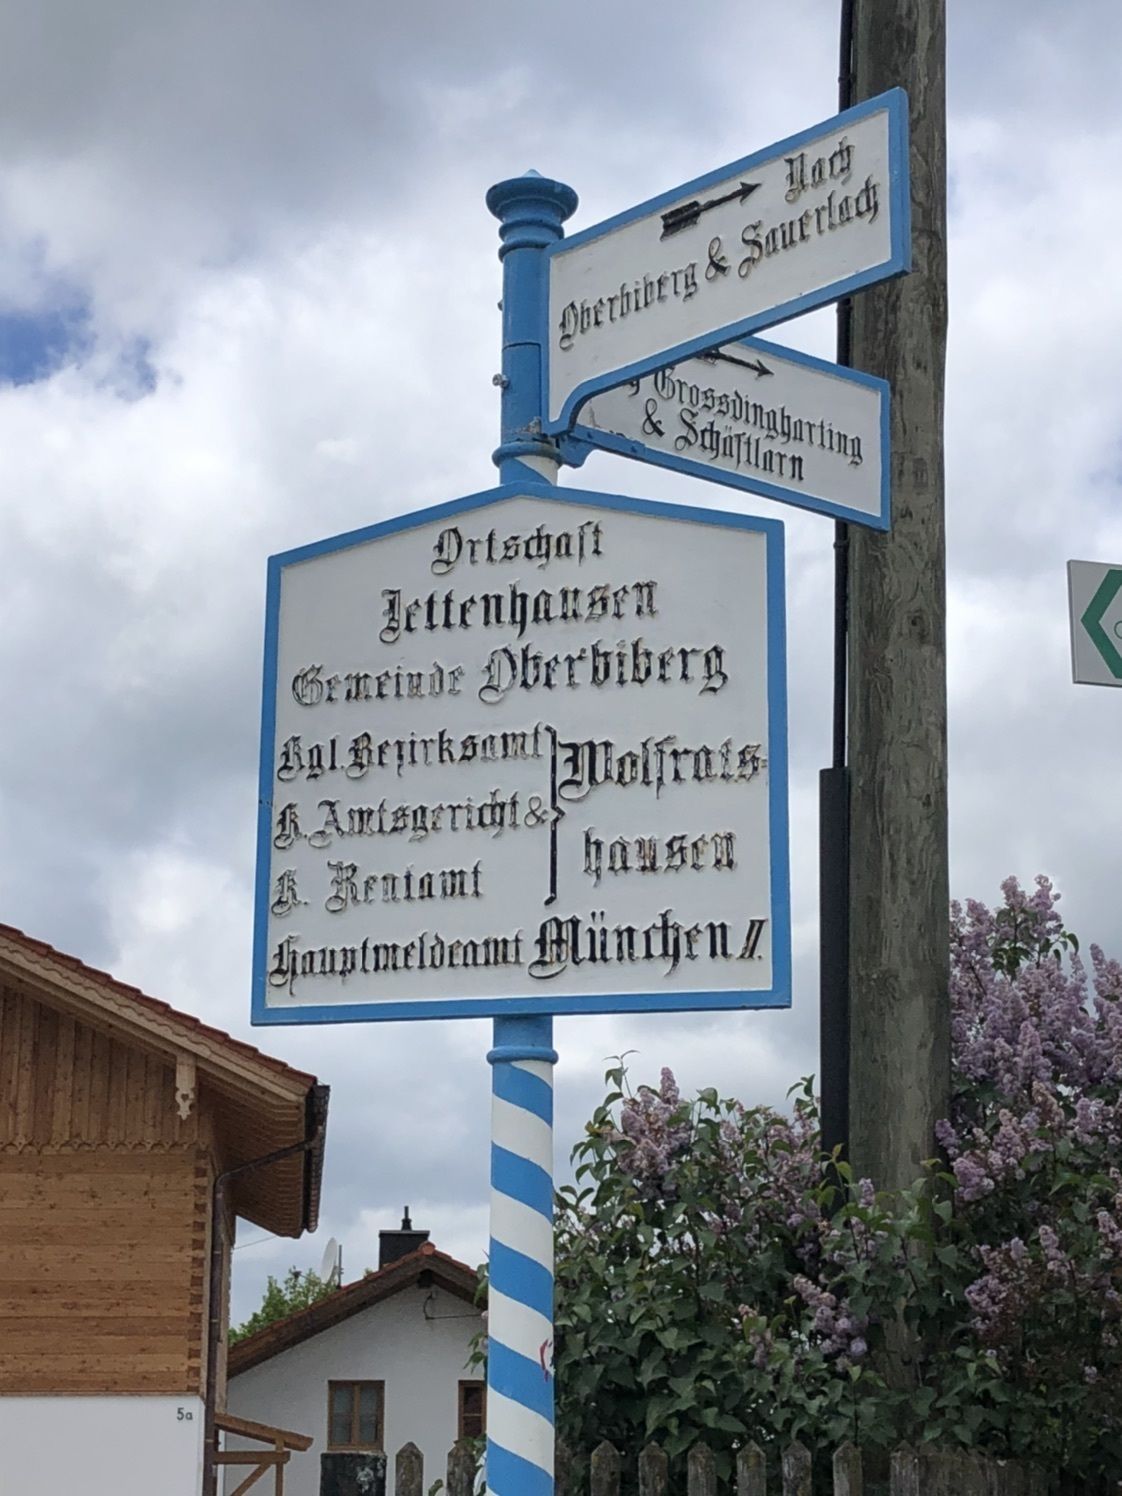 Nach
Oberbiberg & Sauerlach
Grossdingharting
& Schäftlarn
Ortschaft
Jettenhausen
Gemeinde Oberbiberg
Kgl. Bezirksamt
K. Amtsgericht &
K. Rentamt
Wolfrats=
hausen
Hauptmeldeamt München II
5a